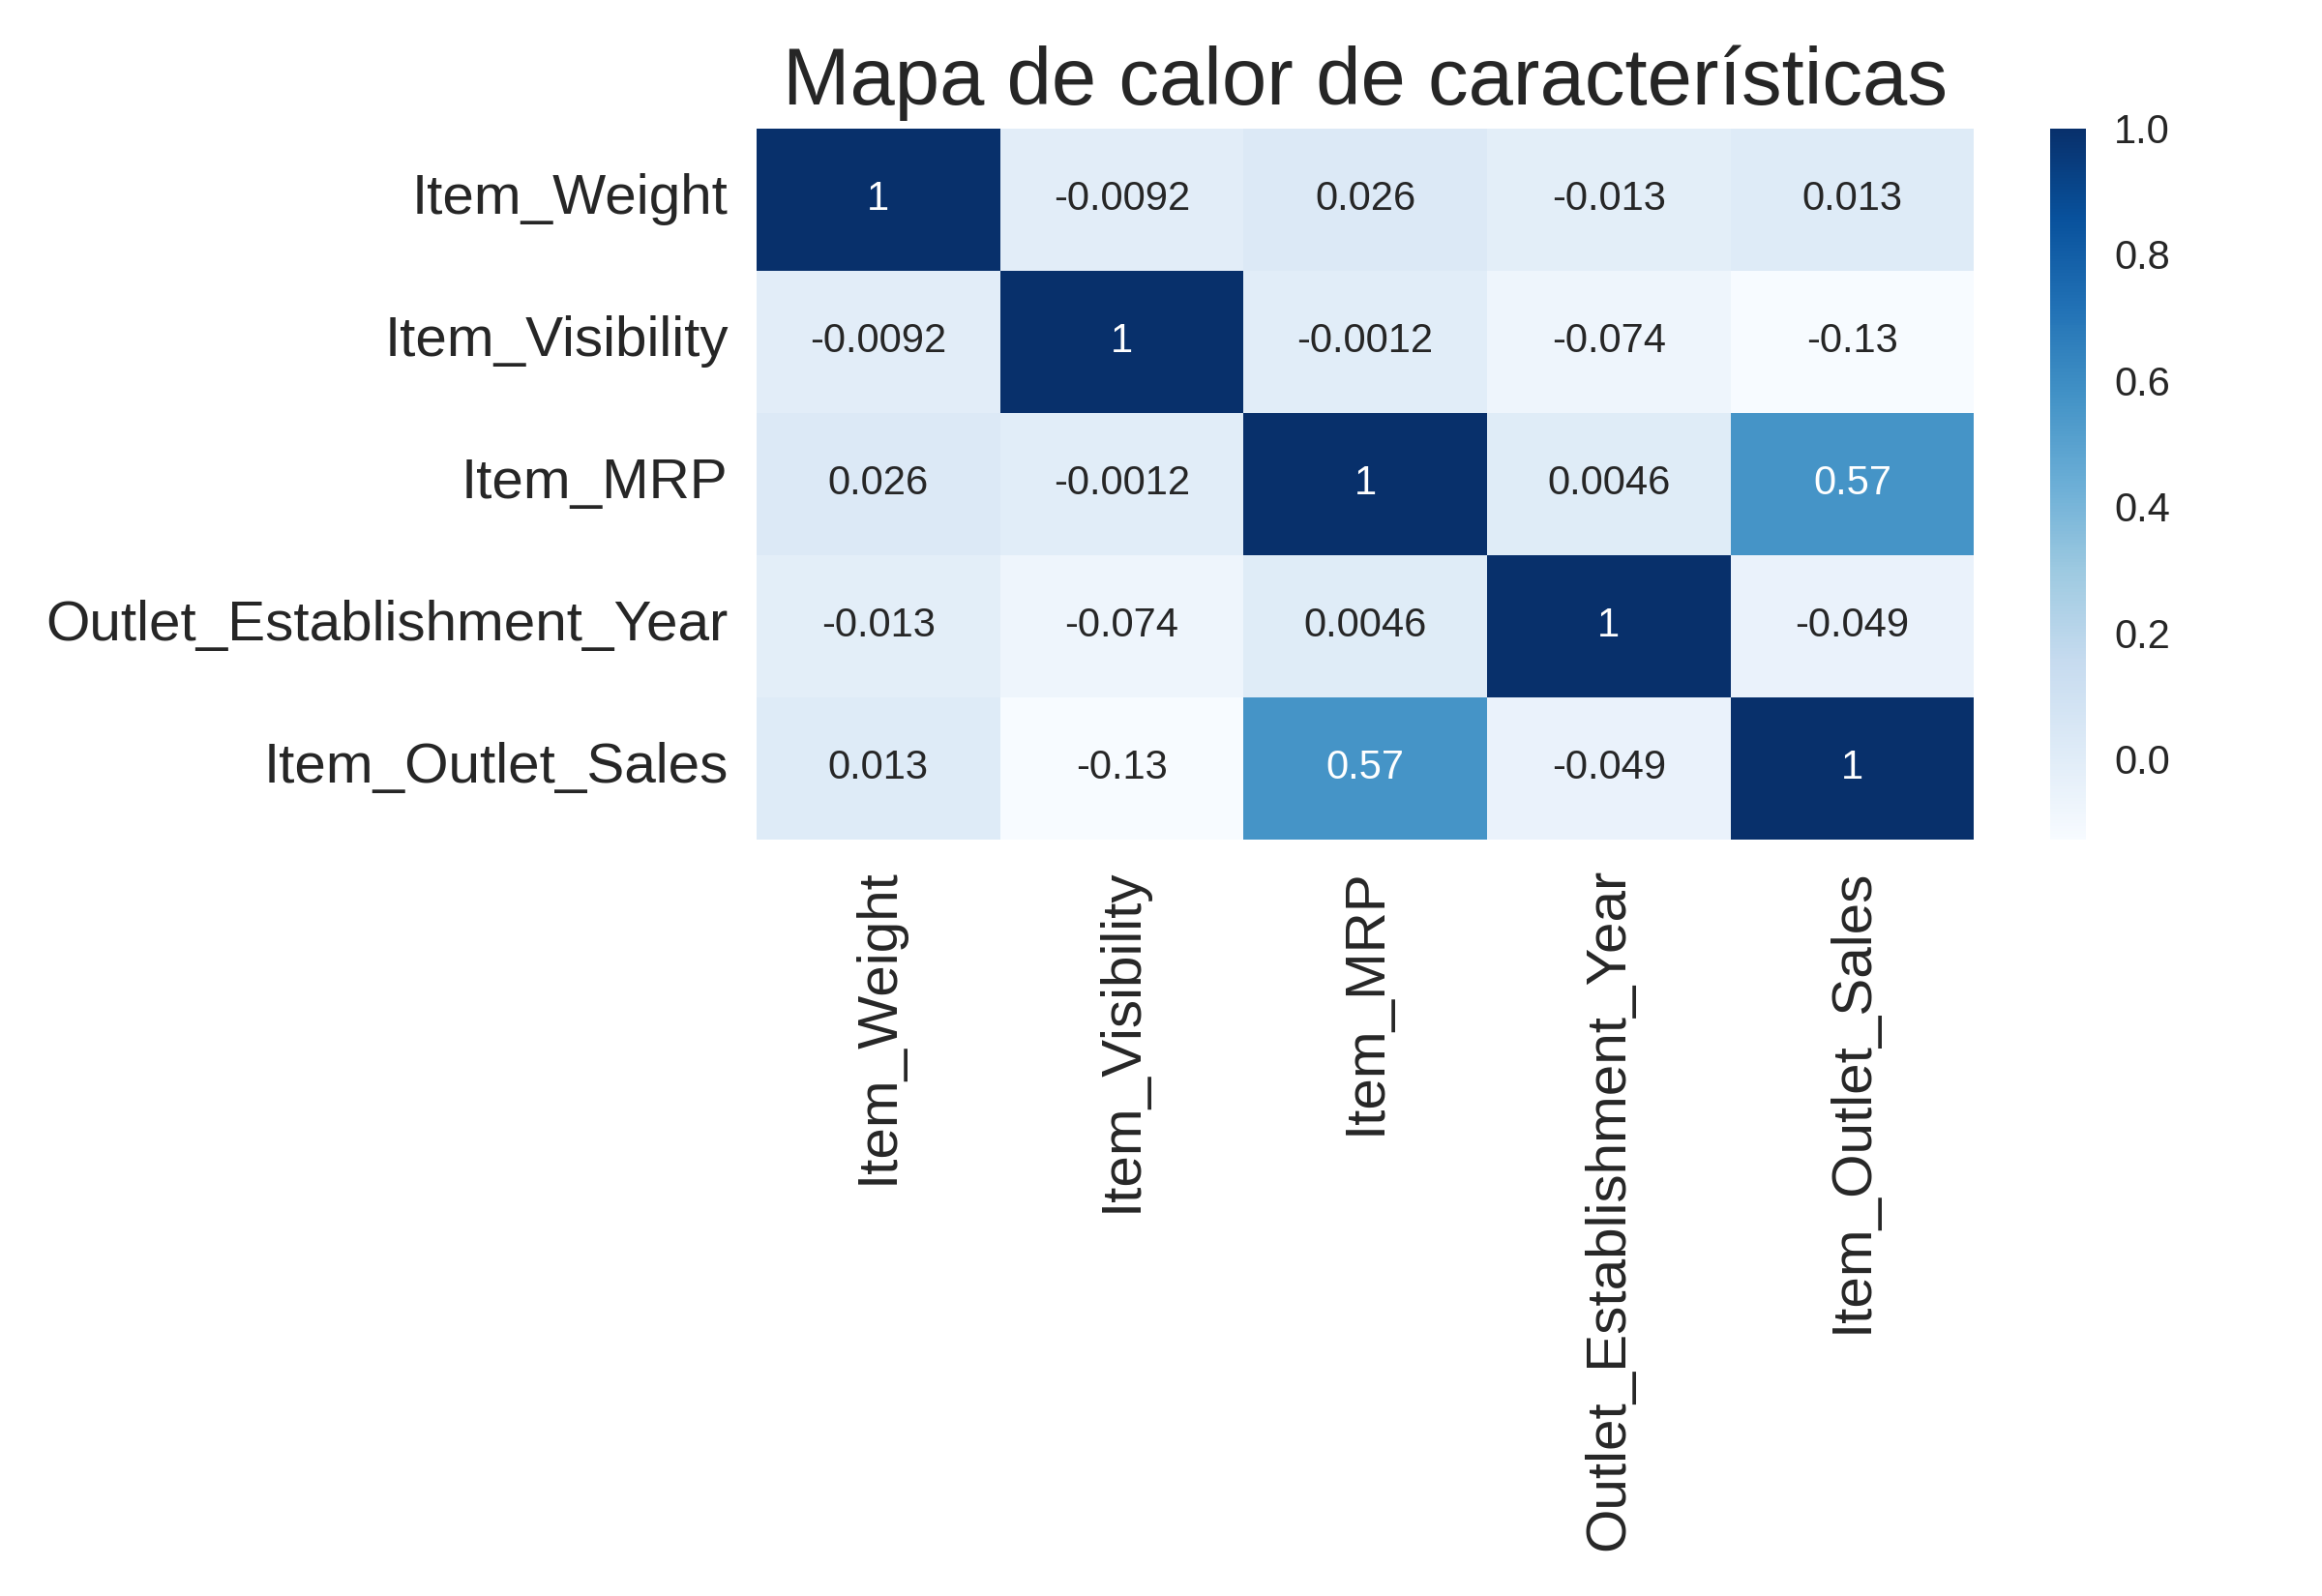 Mapa de calor de características
Item_Weight 1 -0.0092 0.026 -0.013 0.013
Item_Visibility -0.0092 1 -0.0012 -0.074 -0.13
Item_MRP 0.026 -0.0012 1 0.0046 0.57
Outlet_Establishment_Year -0.013 -0.074 0.0046 1 -0.049
Item_Outlet_Sales 0.013 -0.13 0.57 -0.049 1
Item_Weight
Item_Visibility
Item_MRP
Outlet_Establishment_Year
Item_Outlet_Sales
1.0
0.8
0.6
0.4
0.2
0.0